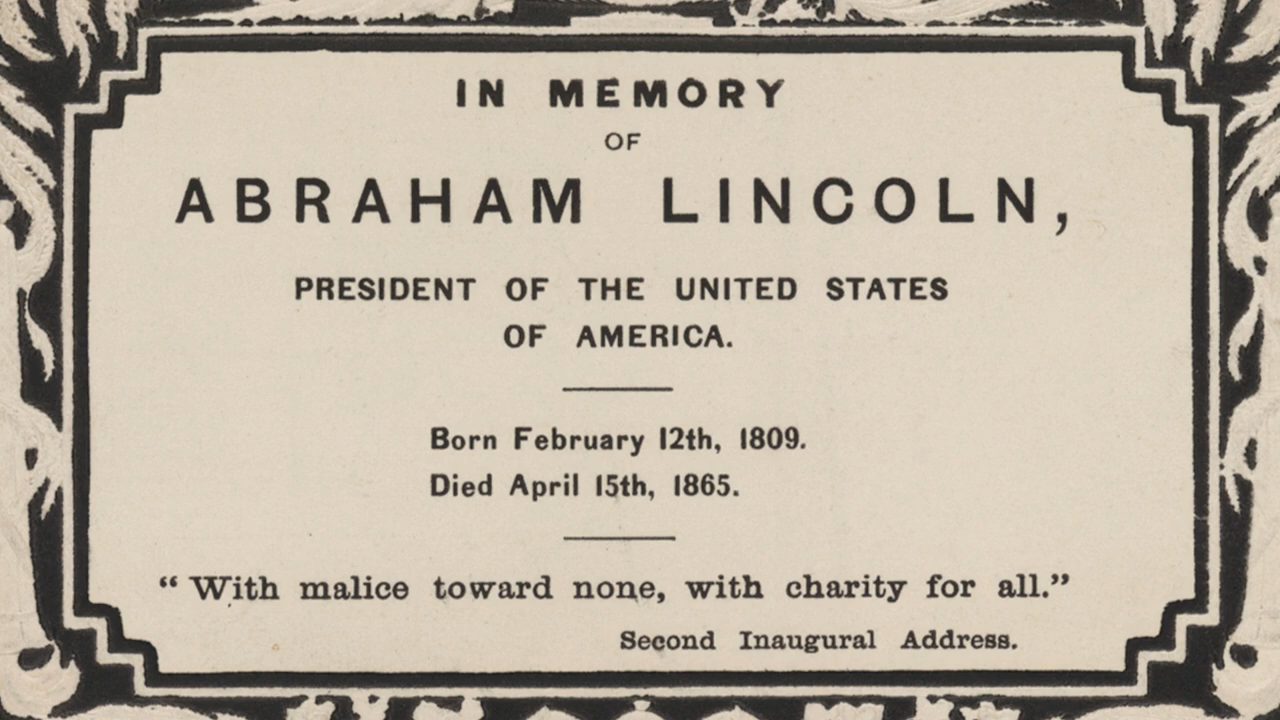 IN MEMORY
OF
ABRAHAM LINCOLN,
PRESIDENT OF THE UNITED STATES
OF AMERICA.
Born February 12th, 1809.
Died April 15th, 1865.
“ With malice toward none, with charity for all.”
Second Inaugural Address.